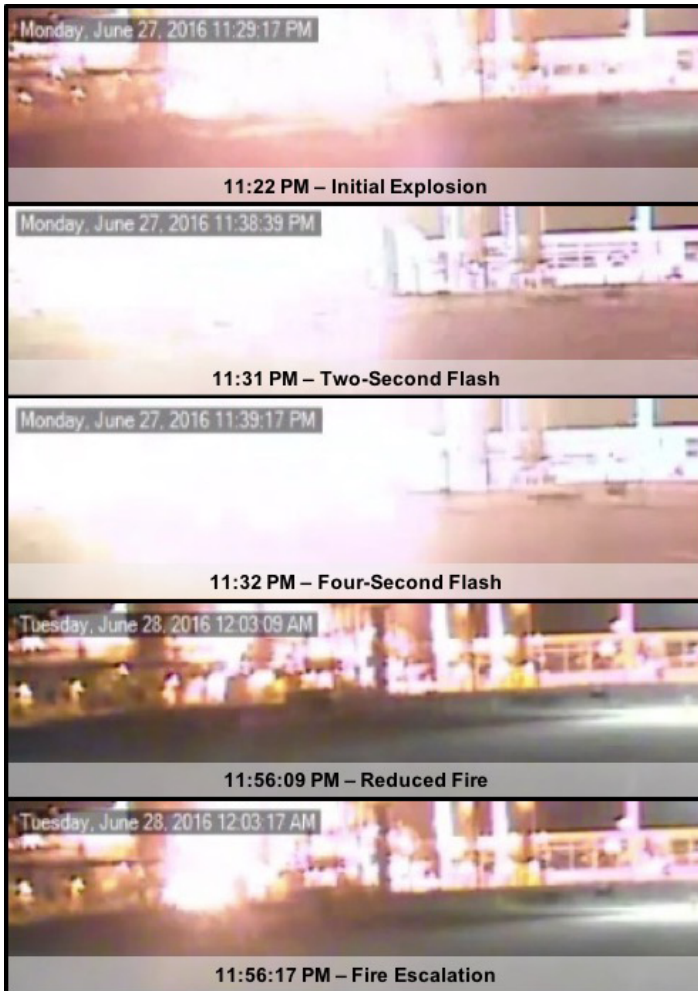 Monday, June 27, 2016 11:29:17 PM
11:22 PM – Initial Explosion
Monday, June 27, 2016 11:38:39 PM
11:31 PM – Two-Second Flash
Monday, June 27, 2016 11:39:17 PM
11:32 PM – Four-Second Flash
Tuesday, June 28, 2016 12:03:09 AM
11:56:09 PM – Reduced Fire
Tuesday, June 28, 2016 12:03:17 AM
11:56:17 PM – Fire Escalation